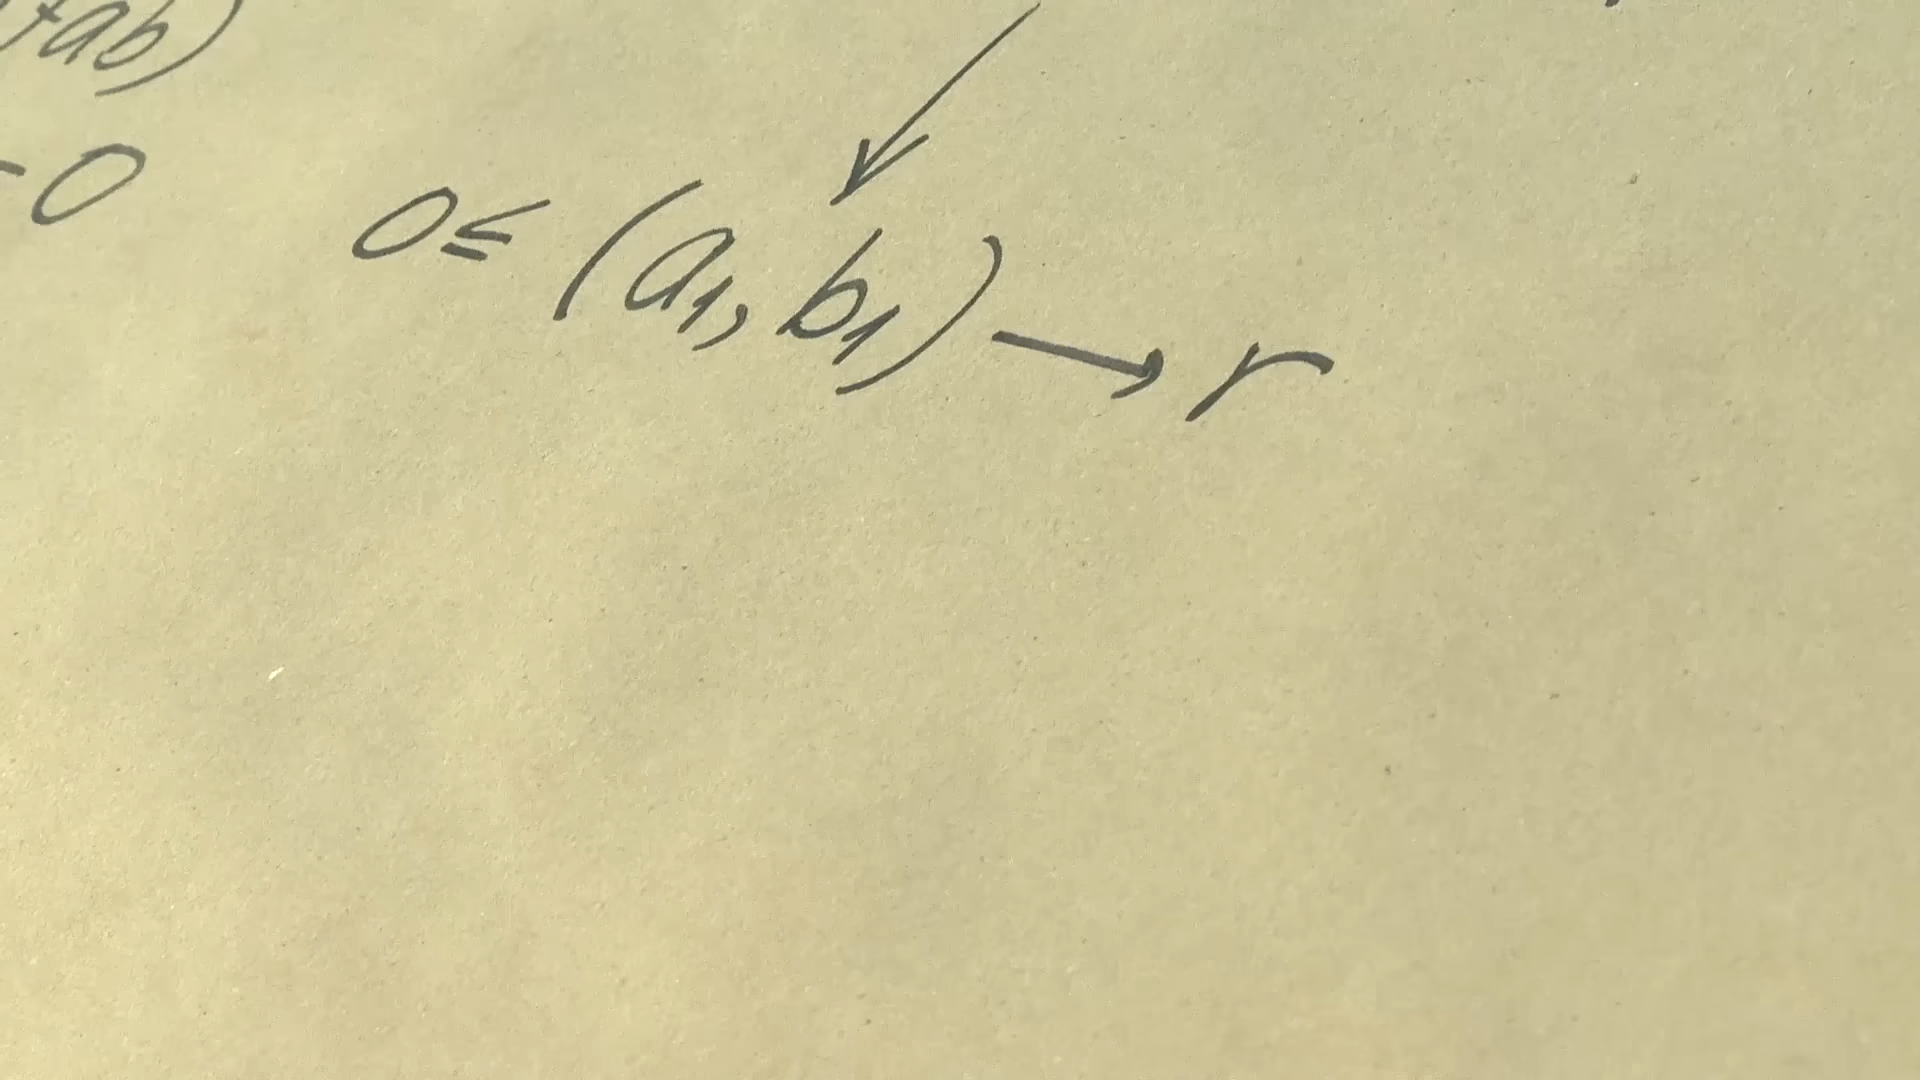 +ab)
-0
0≤ (a₁, b₁) → r